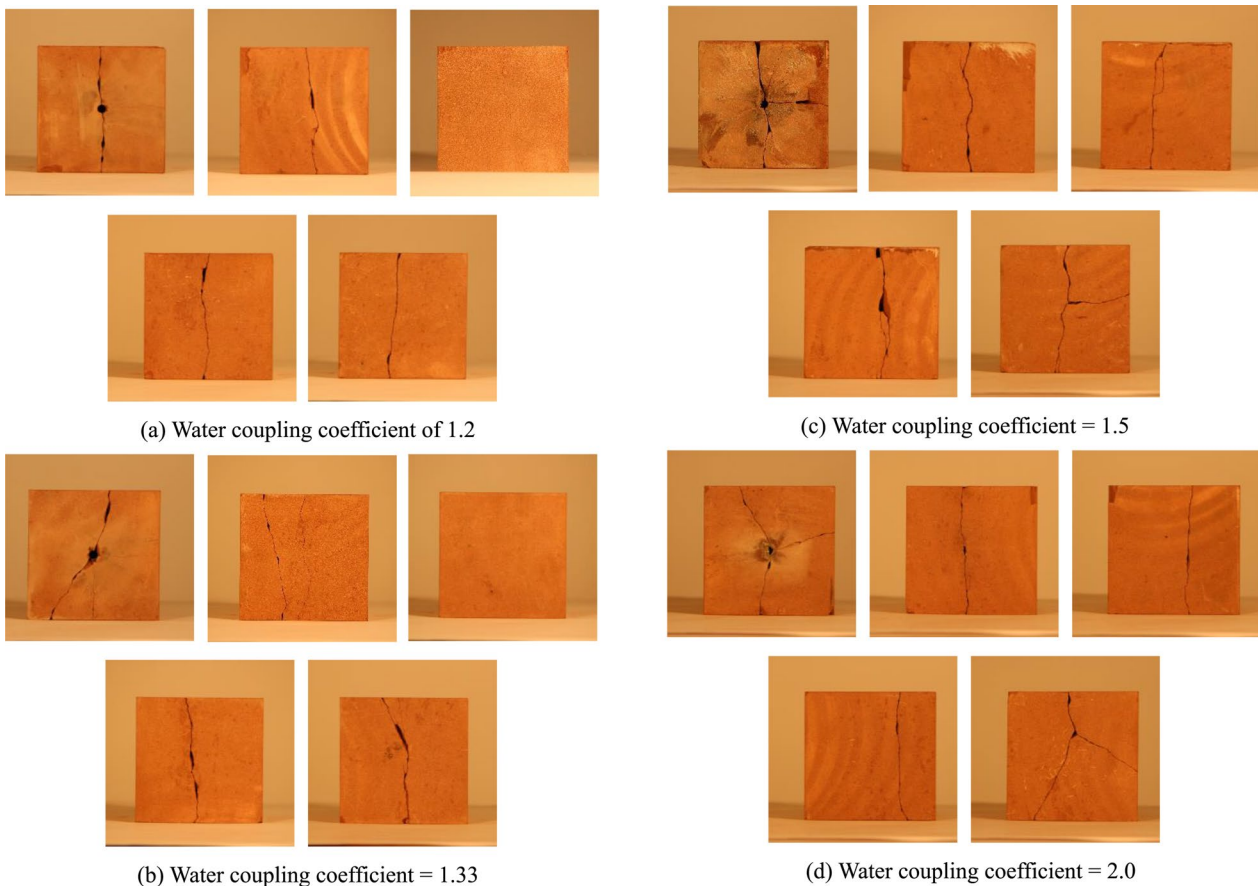 (a) Water coupling coefficient of 1.2
(b) Water coupling coefficient = 1.33
(c) Water coupling coefficient = 1.5
(d) Water coupling coefficient = 2.0